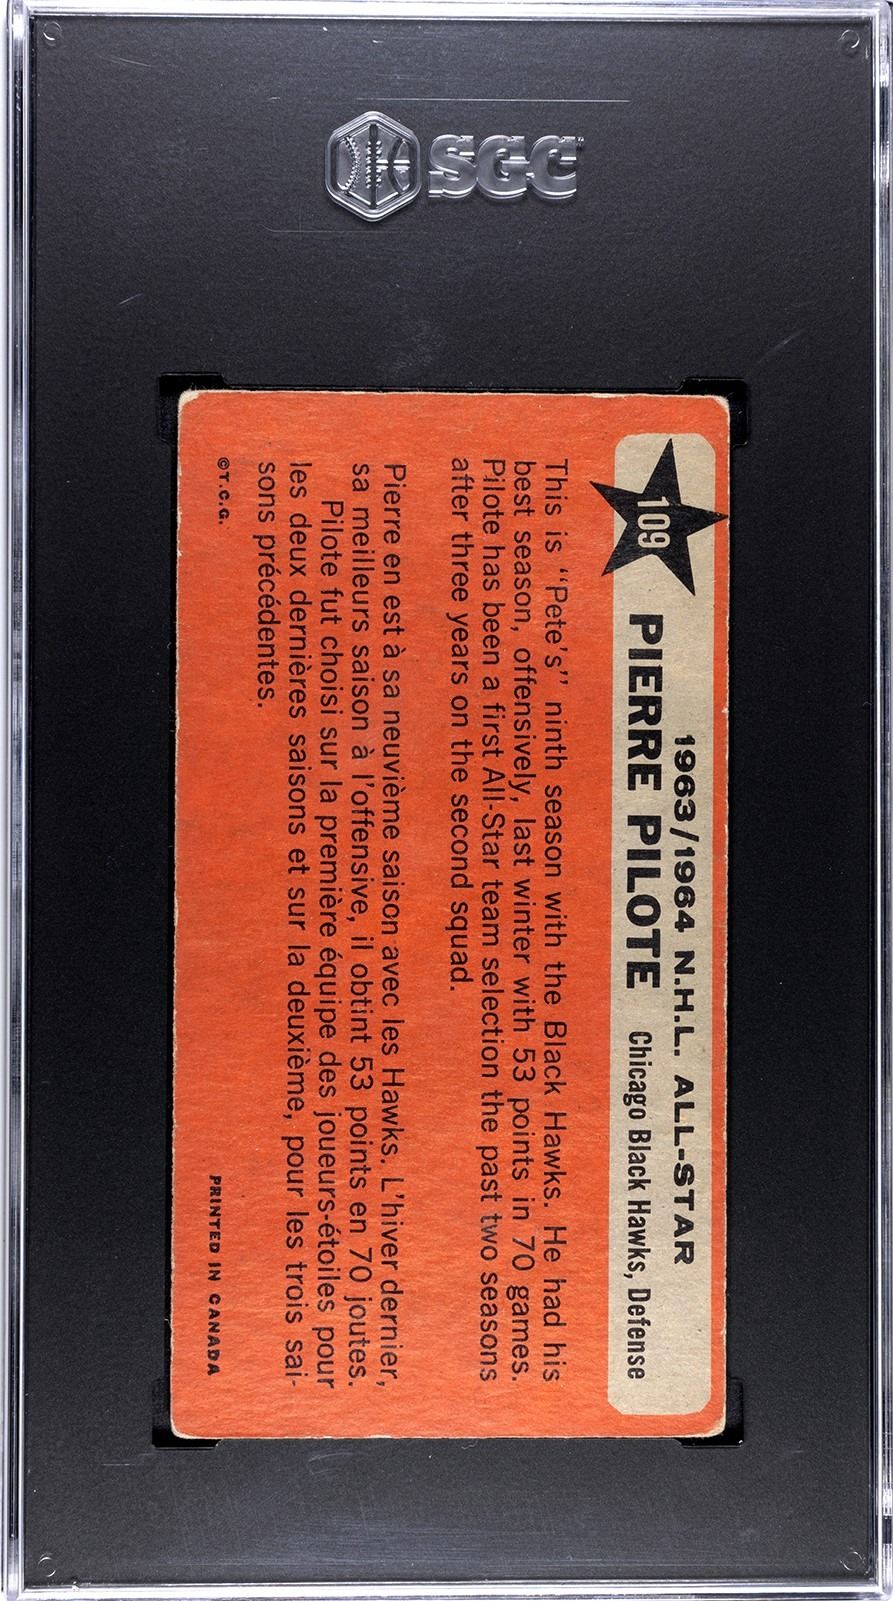 SGC
109
1963/1964 N.H.L. ALL-STAR
PIERRE PILOTE Chicago Black Hawks, Defense
This is "Pete's" ninth season with the Black Hawks. He had his
best season, offensively, last winter with 53 points in 70 games.
Pilote has been a first All-Star team selection the past two seasons
after three years on the second squad.
Pierre en est à sa neuvième saison avec les Hawks. L'hiver dernier,
sa meilleurs saison à l'offensive, il obtint 53 points en 70 joutes.
Pilote fut choisi sur la première équipe des joueurs-étoiles pour
les deux dernières saisons et sur la deuxième, pour les trois sai-
sons précédentes.
©T.C.G. PRINTED IN CANADA